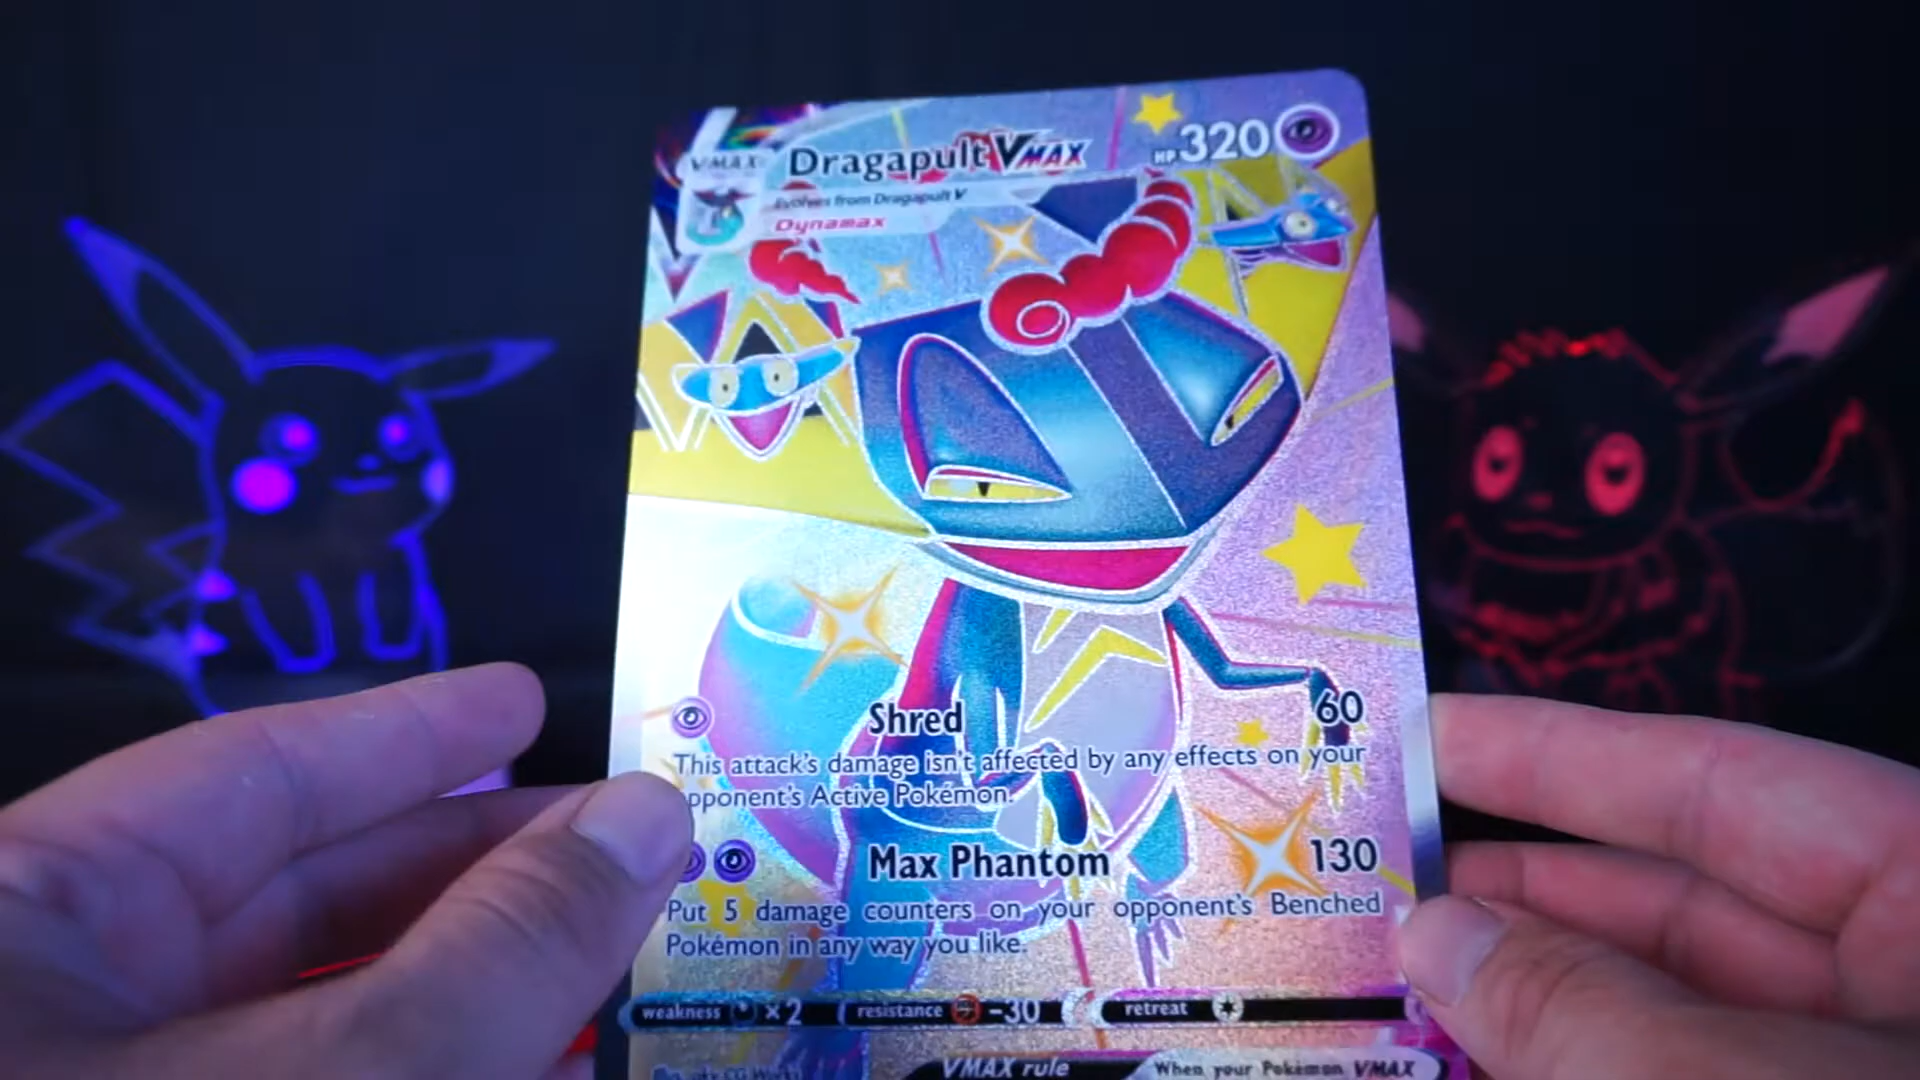 VMAX
Dragapult VMAX
HP 320
Evolves from Dragapult V
Dynamax
Shred 60
This attack's damage isn't affected by any effects on your
pponent's Active Pokémon.
Max Phantom 130
Put 5 damage counters on your opponent's Benched
Pokémon in any way you like.
weakness ×2 resistance -30 retreat
VMAX rule When your Pokémon VMAX